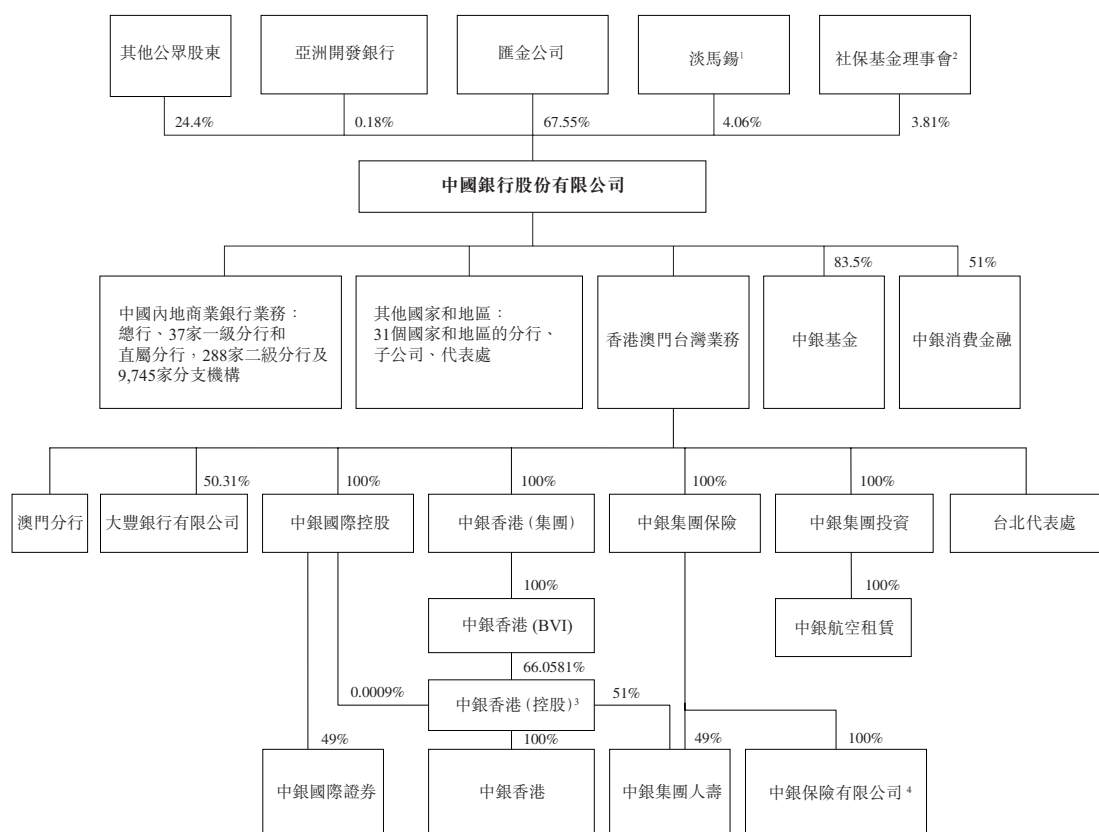 其他公眾股東
亞洲開發銀行
匯金公司
淡馬錫1
社保基金理事會2
24.4%
0.18%
67.55%
4.06%
3.81%
中國銀行股份有限公司
83.5%
51%
中國內地商業銀行業務：
總行、37家一級分行和
直屬分行，288家二級分行及
9,745家分支機構
其他國家和地區：
31個國家和地區的分行、
子公司、代表處
香港澳門台灣業務
中銀基金
中銀消費金融
50.31%
100%
100%
100%
100%
澳門分行
大豐銀行有限公司
中銀國際控股
中銀香港(集團)
中銀集團保險
中銀集團投資
台北代表處
100%
100%
中銀香港 (BVI)
中銀航空租賃
66.0581%
0.0009%
中銀香港(控股)3
51%
49%
100%
49%
100%
中銀國際證券
中銀香港
中銀集團人壽
中銀保險有限公司 4